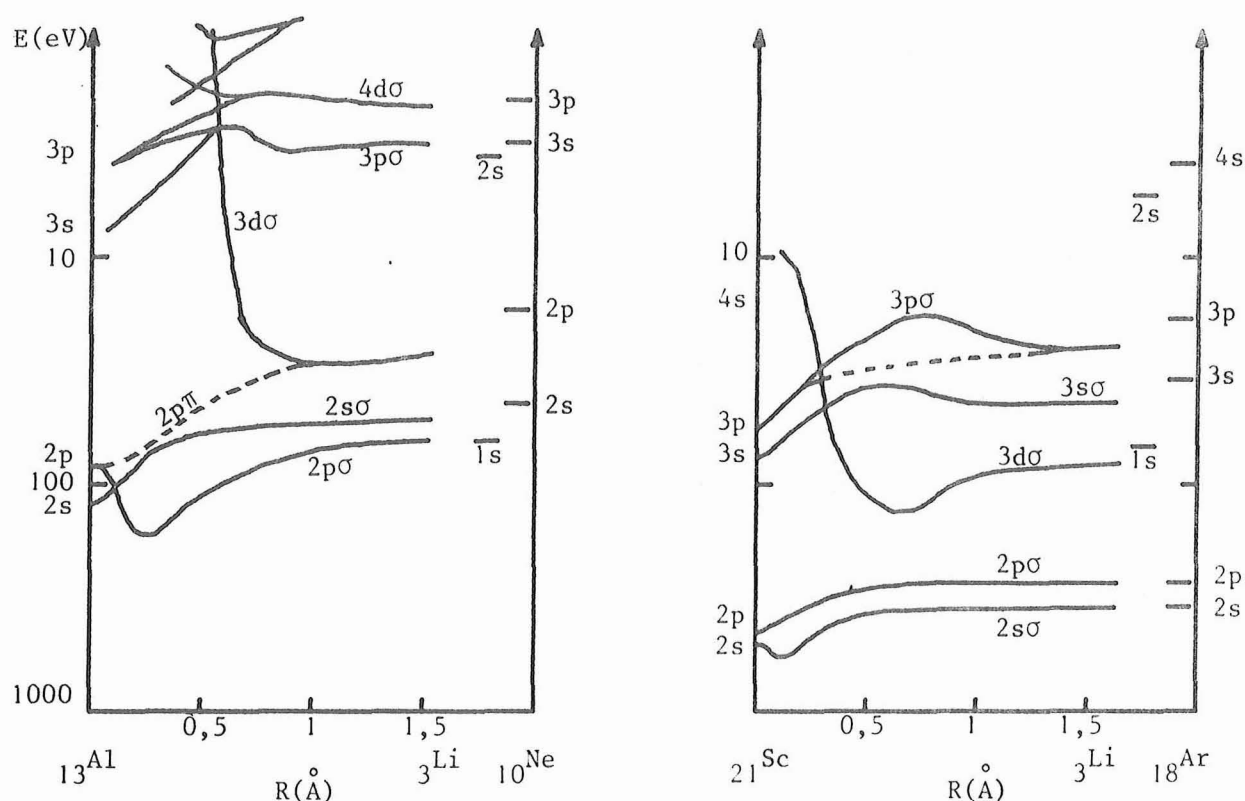 E(eV)
4dσ
3p
3p
3s
3pσ
2s
3s
3dσ
10
2p
2pπ
2sσ
2s
2p
1s
100
2pσ
2s
1000
0,5
1
1,5
13Al
3Li
10Ne
R(Å)
4s
2s
10
4s
3pσ
3p
3s
3sσ
3p
3s
1s
3dσ
2pσ
2p
2p
2s
2s
2sσ
0,5
1
1,5
21Sc
3Li
18Ar
R(Å)